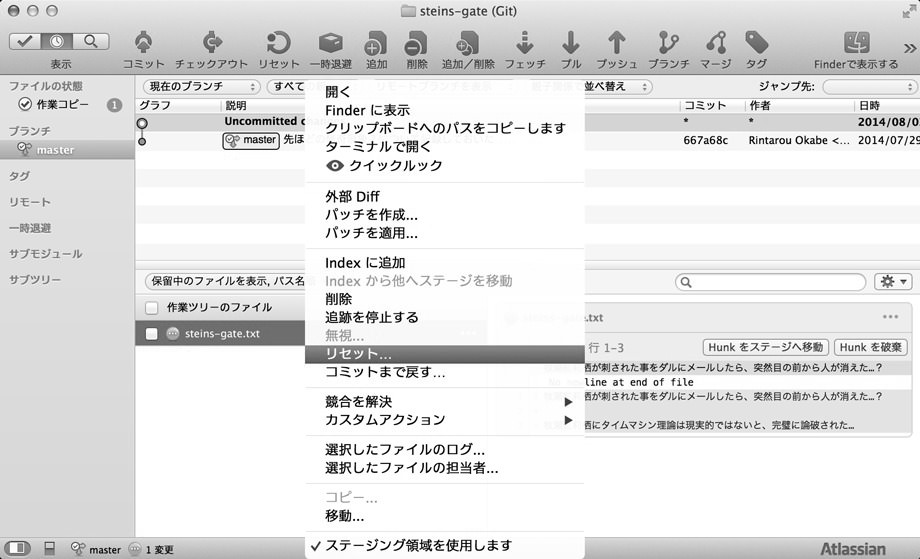 steins-gate (Git)
表示
コミット
チェックアウト
リセット
一時退避
追加
削除
追加/削除
フェッチ
プル
プッシュ
ブランチ
マージ
タグ
Finderで表示する
ファイルの状態
作業コピー
1
ブランチ
master
タグ
リモート
一時退避
サブモジュール
サブツリー
現在のブランチ
すべて
べ替え
ジャンプ先:
グラフ
説明
コミット
作者
日時
Uncommitted
*
*
2014/08/0
master
先ほ
667a68c
Rintarou Okabe <...
2014/07/29
開く
Finder に表示
クリップボードへのパスをコピーします
ターミナルで開く
クイックルック
外部 Diff
パッチを作成...
パッチを適用...
Index に追加
Index から他へステージを移動
削除
追跡を停止する
無視...
リセット...
コミットまで戻す...
競合を解決
カスタムアクション
選択したファイルのログ...
選択したファイルの担当者...
コピー...
移動...
ステージング領域を使用します
保留中のファイルを表示, パス名
作業ツリーのファイル
steins-gate.txt
.txt
行 1-3
Hunk をステージへ移動
Hunk を破棄
栖が刺された事をダルにメールしたら、突然目の前から人が消えた…？
No newline at end of file
栖が刺された事をダルにメールしたら、突然目の前から人が消えた…？
栖にタイムマシン理論は現実的ではないと、完璧に論破された…
master
1 変更
Atlassian